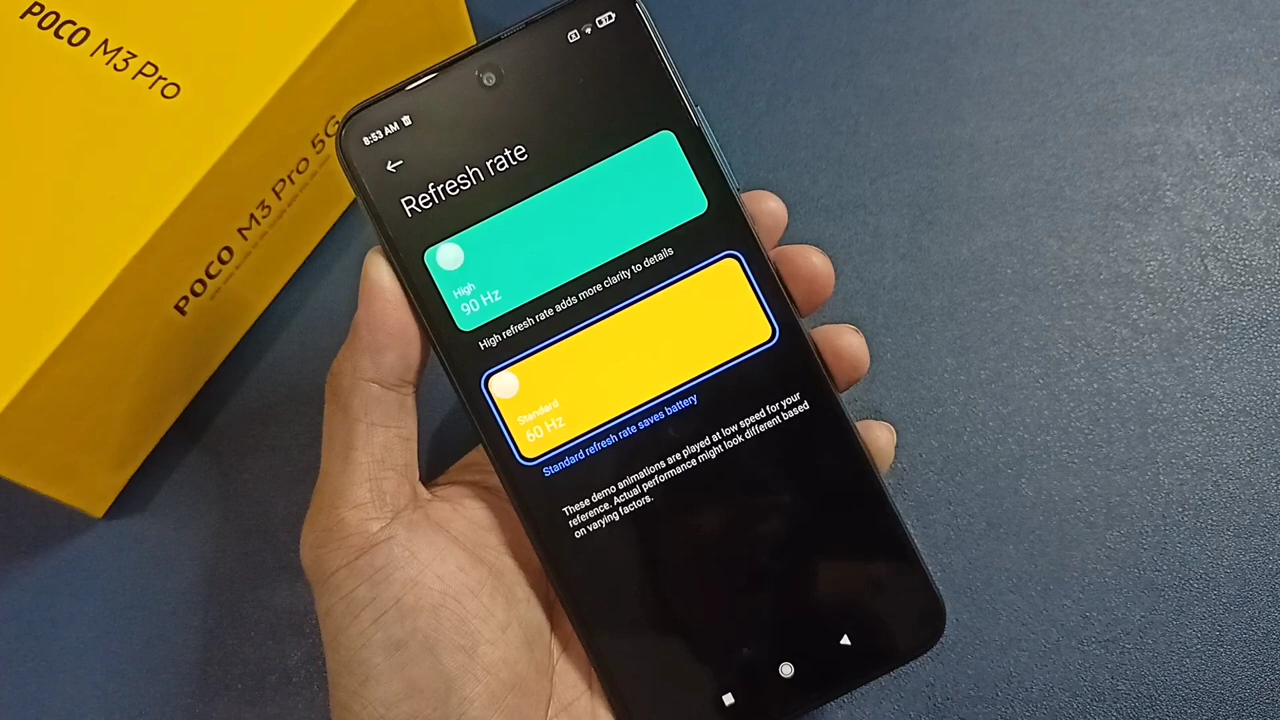 POCO M3 Pro
POCO M3 Pro 5G
8:53 AM
Refresh rate
High
90 Hz
High refresh rate adds more clarity to details
Standard
60 Hz
Standard refresh rate saves battery
These demo animations are played at low speed for your
reference. Actual performance might look different based
on varying factors.